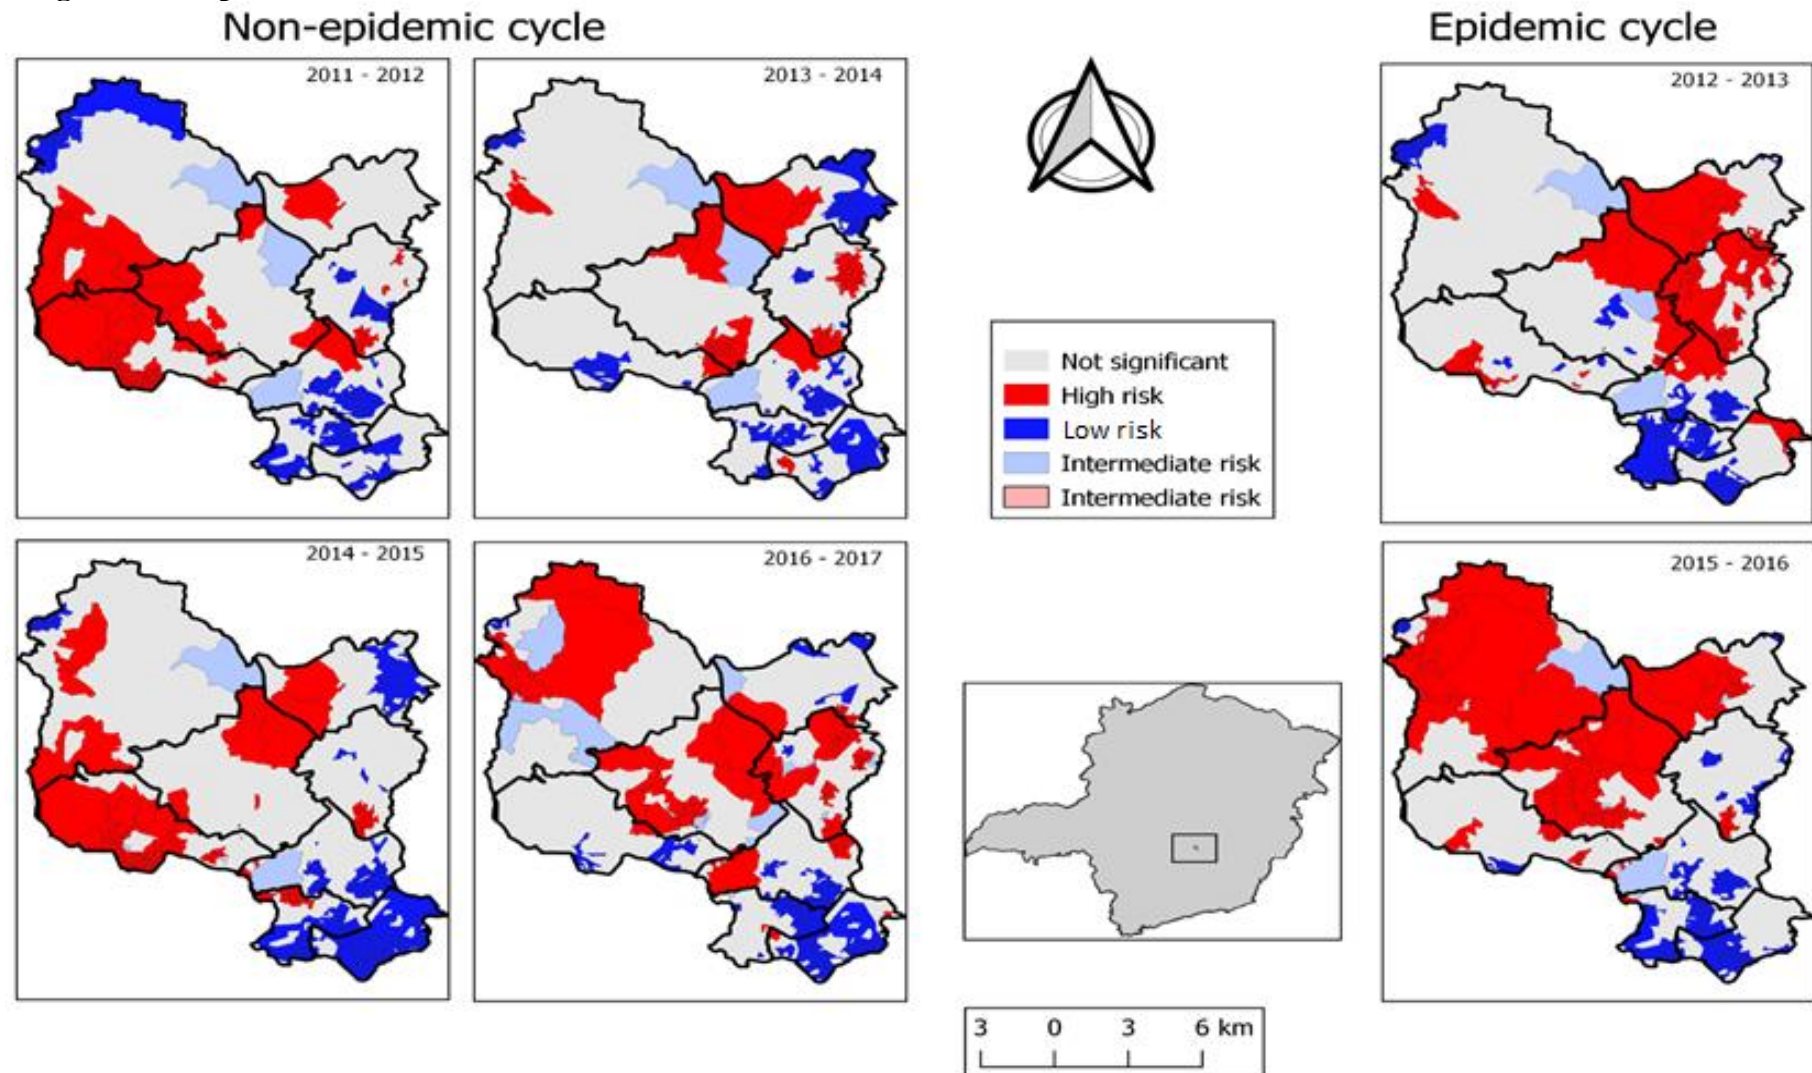 Non-epidemic cycle
Epidemic cycle
2011 - 2012
2013 - 2014
2012 - 2013
Not significant
High risk
Low risk
Intermediate risk
Intermediate risk
2014 - 2015
2016 - 2017
2015 - 2016
3 0 3 6 km